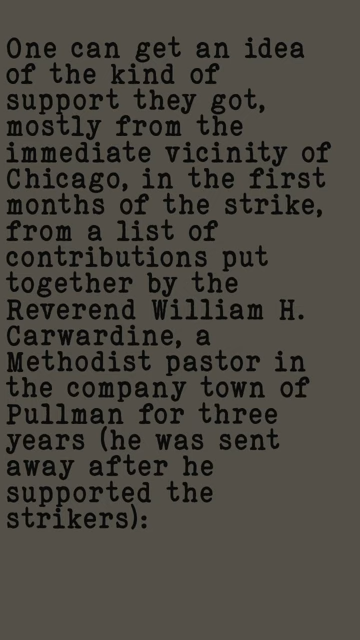 One can get an idea
of the kind of
support they got,
mostly from the
immediate vicinity of
Chicago, in the first
months of the strike,
from a list of
contributions put
together by the
Reverend William H.
Carwardine, a
Methodist pastor in
the company town of
Pullman for three
years (he was sent
away after he
supported the
strikers):